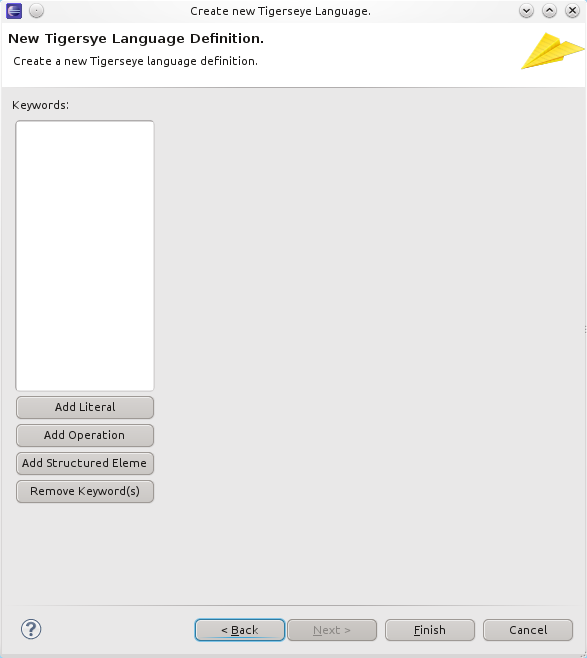 Create new Tigerseye Language.
New Tigersye Language Definition.
Create a new Tigerseye language definition.
Keywords:
Add Literal
Add Operation
Add Structured Eleme
Remove Keyword(s)
?
< Back
Next >
Finish
Cancel